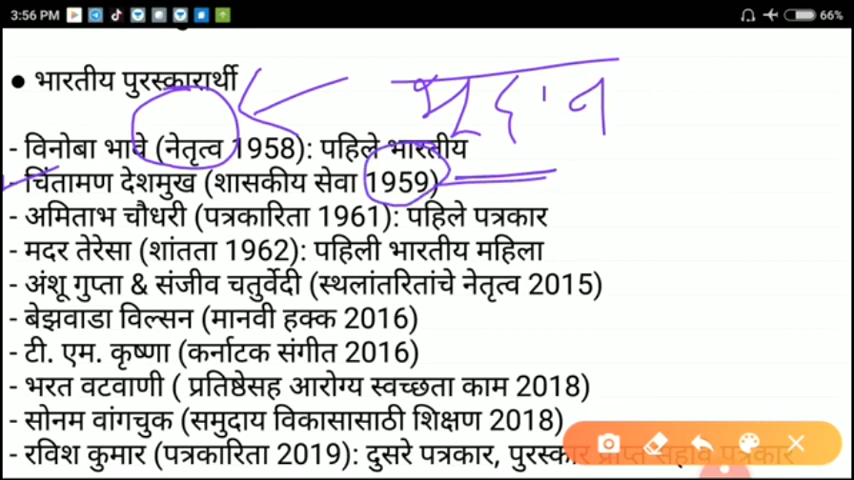 3:56 PM 66%
● भारतीय पुरस्कारार्थी
भूदान
- विनोबा भावे (नेतृत्व 1958): पहिले भारतीय
- चिंतामण देशमुख (शासकीय सेवा 1959)
- अमिताभ चौधरी (पत्रकारिता 1961): पहिले पत्रकार
- मदर तेरेसा (शांतता 1962): पहिली भारतीय महिला
- अंशू गुप्ता & संजीव चतुर्वेदी (स्थलांतरितांचे नेतृत्व 2015)
- बेझवाडा विल्सन (मानवी हक्क 2016)
- टी. एम. कृष्णा (कर्नाटक संगीत 2016)
- भरत वटवाणी ( प्रतिष्ठेसह आरोग्य स्वच्छता काम 2018)
- सोनम वांगचुक (समुदाय विकासासाठी शिक्षण 2018)
- रविश कुमार (पत्रकारिता 2019): दुसरे पत्रकार, पुरस्कार प्राप्त सहावे पत्रकार